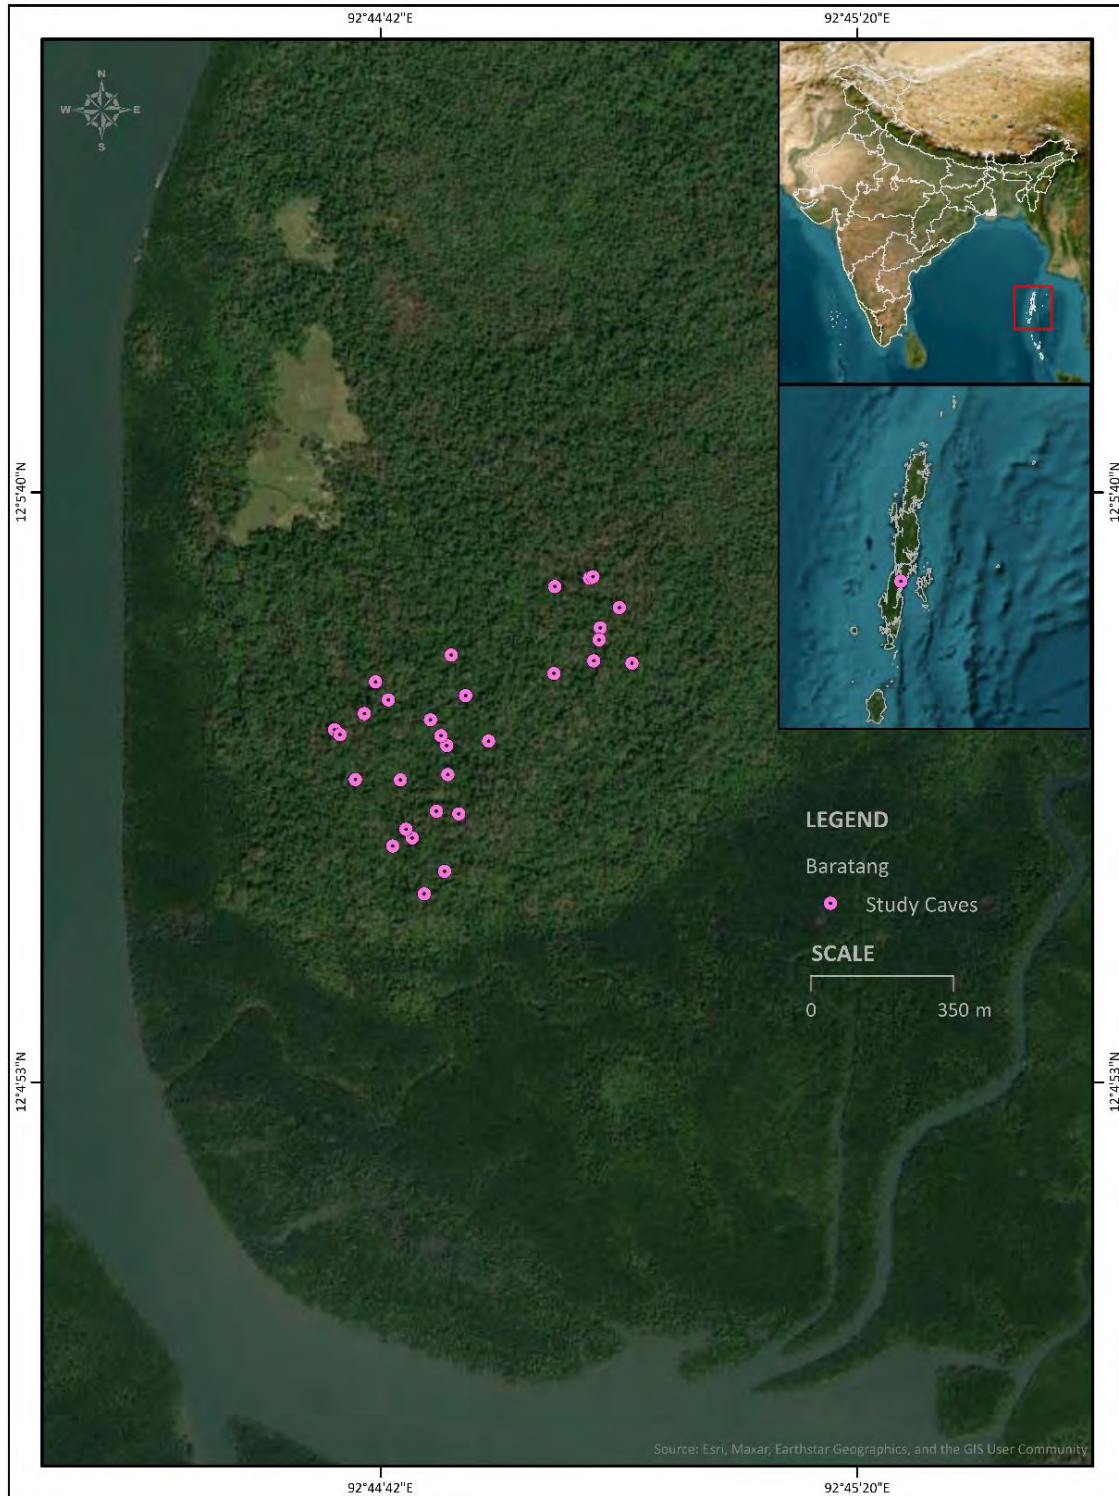 92°44'42"E
92°45'20"E
N
W
E
S
12°5'40"N
12°5'40"N
LEGEND
Baratang
Study Caves
SCALE
0
350 m
12°4'53"N
12°4'53"N
Source: Esri, Maxar, Earthstar Geographics, and the GIS User Community
92°44'42"E
92°45'20"E